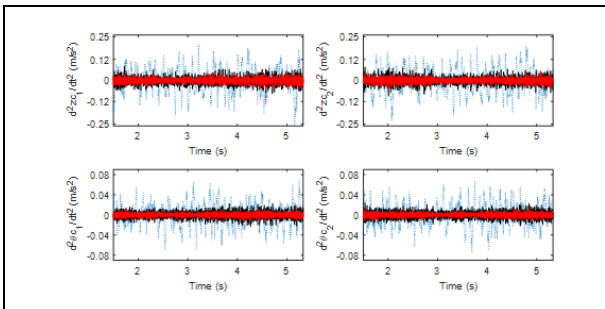 0.25 0.12 0 -0.12 -0.25
d²zc₁/dt² (m/s²)
2 3 4 5
Time (s)
0.25 0.12 0 -0.12 -0.25
d²zc₂/dt² (m/s²)
2 3 4 5
Time (s)
0.08 0.04 0 -0.04 -0.08
d²θc₁/dt² (m/s²)
2 3 4 5
Time (s)
0.08 0.04 0 -0.04 -0.08
d²θc₂/dt² (m/s²)
2 3 4 5
Time (s)